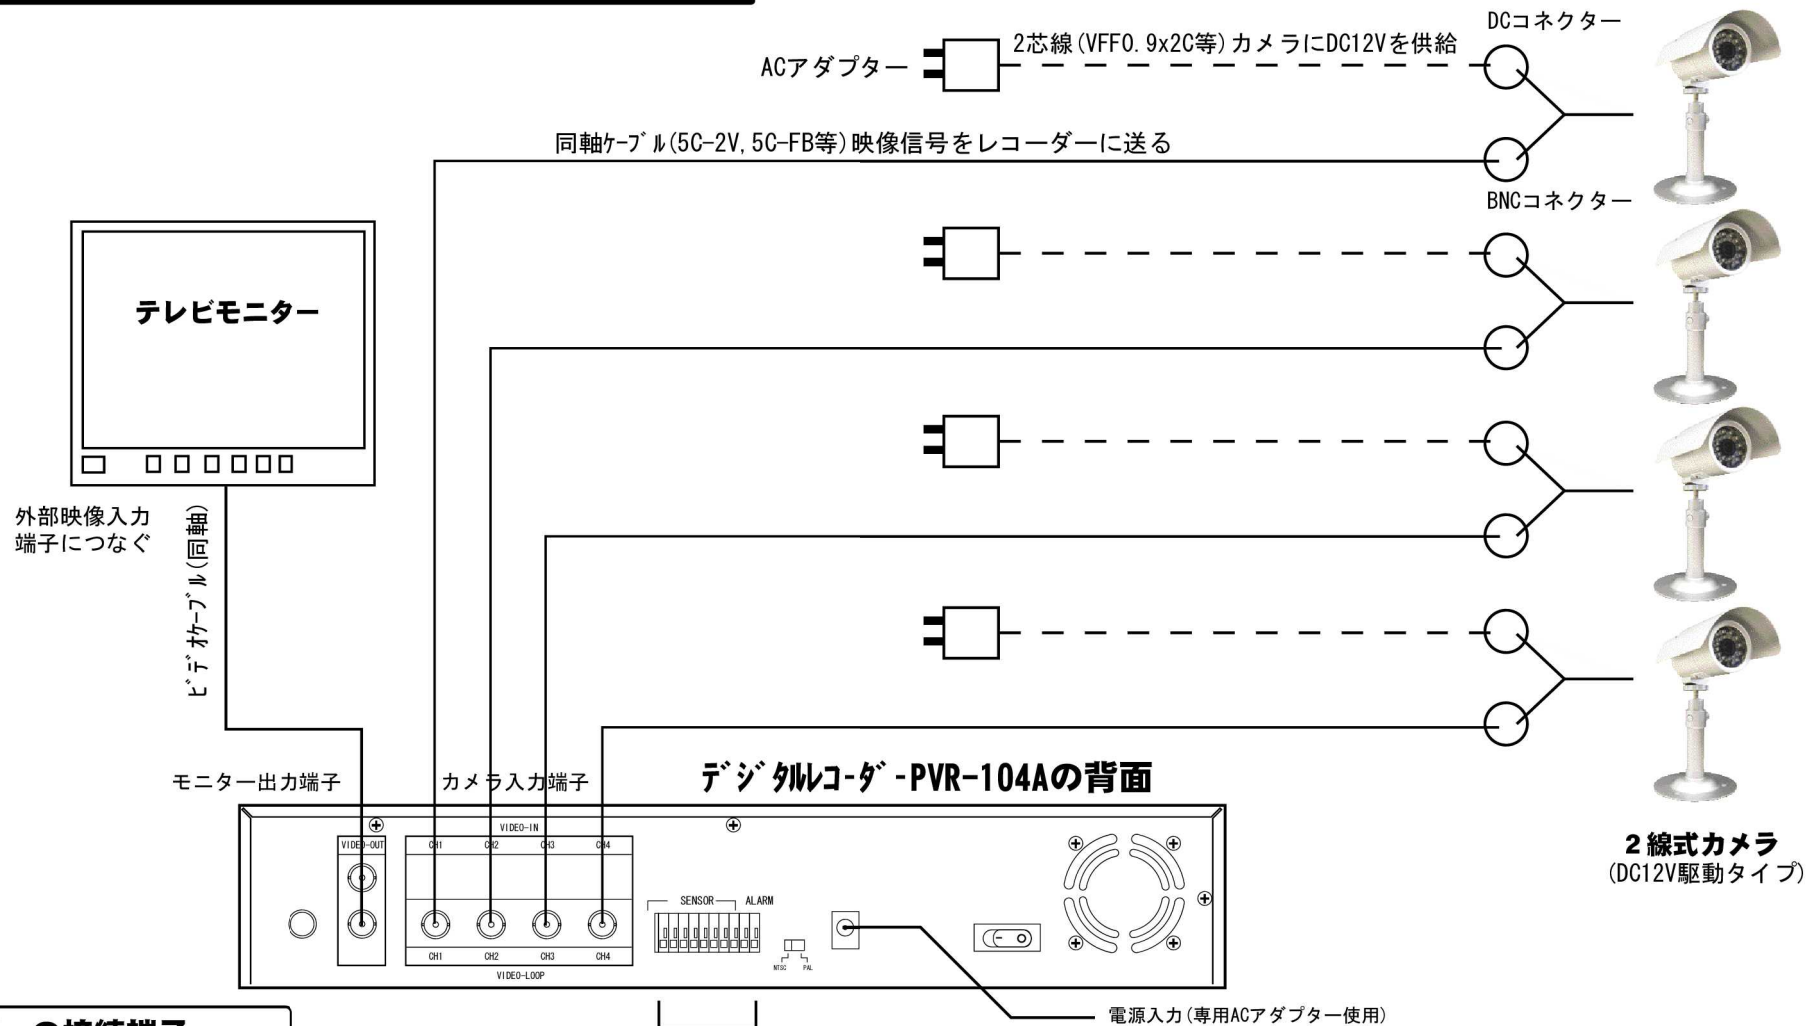 DCコネクター
2芯線(VFF0.9x2C等)カメラにDC12Vを供給
ACアダプター
同軸ｹｰﾌﾞﾙ(5C-2V,5C-FB等)映像信号をレコーダーに送る
BNCコネクター
テレビモニター
外部映像入力
端子につなぐ
ﾋﾞﾃﾞｵｹｰﾌﾞﾙ(同軸)
モニター出力端子
カメラ入力端子
ﾃﾞｼﾞﾀﾙﾚｺｰﾀﾞｰPVR-104Aの背面
VIDEO-IN
VIDEO-OUT
CH1 CH2 CH3 CH4
２線式カメラ
(DC12V駆動タイプ)
SENSOR ALARM
CH1 CH2 CH3 CH4
NTSC PAL
VIDEO-LOOP
電源入力(専用ACアダプター使用)
の接続端子